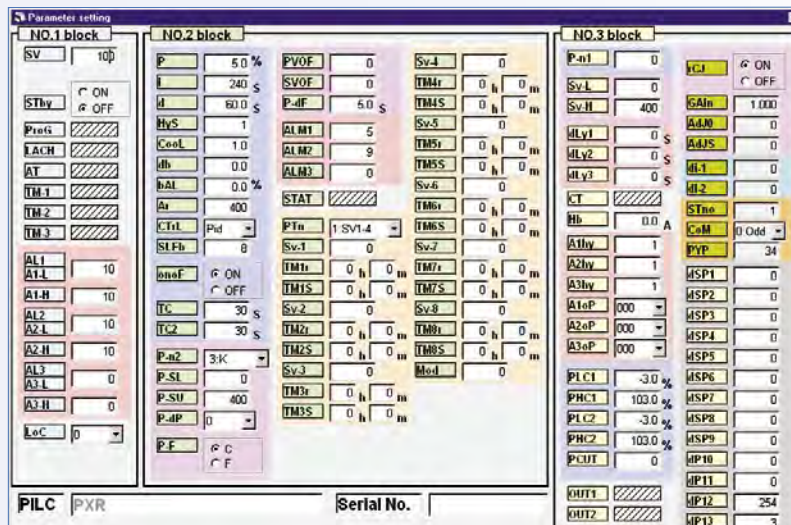 Parameter setting
NO.1 block
SV 100
STby ON
OFF
ProG
LACH
AT
TM-1
TM-2
TM-3
AL1
A1-L 10
A1-H 10
AL2
A2-L 10
A2-H 10
AL3
A3-L 0
A3-H 0
LoC 0
NO.2 block
P 5.0 %
i 240 S
d 60.0 S
HyS 1
CooL 1.0
db 0.0
bAL 0.0 %
Ar 400
CTrL Pid
SLFb 8
onoF ON
OFF
TC 30 S
TC2 30 S
P-n2 3:K
P-SL 0
P-SU 400
P-dP 0
P-F C
F
PVOF 0
SVOF 0
P-dF 5.0 S
ALM1 5
ALM2 9
ALM3 0
STAT
PTn 1 SV1-4
Sv-1 0
TM1r 0 h 0 m
TM1S 0 h 0 m
Sv-2 0
TM2r 0 h 0 m
TM2S 0 h 0 m
Sv-3 0
TM3r 0 h 0 m
TM3S 0 h 0 m
Sv-4 0
TM4r 0 h 0 m
TM4S 0 h 0 m
Sv-5 0
TM5r 0 h 0 m
TM5S 0 h 0 m
Sv-6 0
TM6r 0 h 0 m
TM6S 0 h 0 m
Sv-7 0
TM7r 0 h 0 m
TM7S 0 h 0 m
Sv-8 0
TM8r 0 h 0 m
TM8S 0 h 0 m
Mod 0
NO.3 block
P-n1 0
Sv-L 0
Sv-H 400
dLy1 0 S
dLy2 0 S
dLy3 0 S
CT
Hb 0.0 A
A1hy 1
A2hy 1
A3hy 1
A1oP 000
A2oP 000
A3oP 000
PLC1 -3.0 %
PHC1 103.0 %
PLC2 -3.0 %
PHC2 103.0 %
PCUT 0
OUT1
OUT2
rCJ ON
OFF
GAIn 1.000
AdJ0 0
AdJS 0
di-1 0
di-2 0
STno 1
CoM 0 Odd
PYP 34
dSP1 0
dSP2 0
dSP3 0
dSP4 0
dSP5 0
dSP6 0
dSP7 0
dSP8 0
dSP9 0
dP10 0
dP11 0
dP12 254
dP13 3
PILC PXR
Serial No.